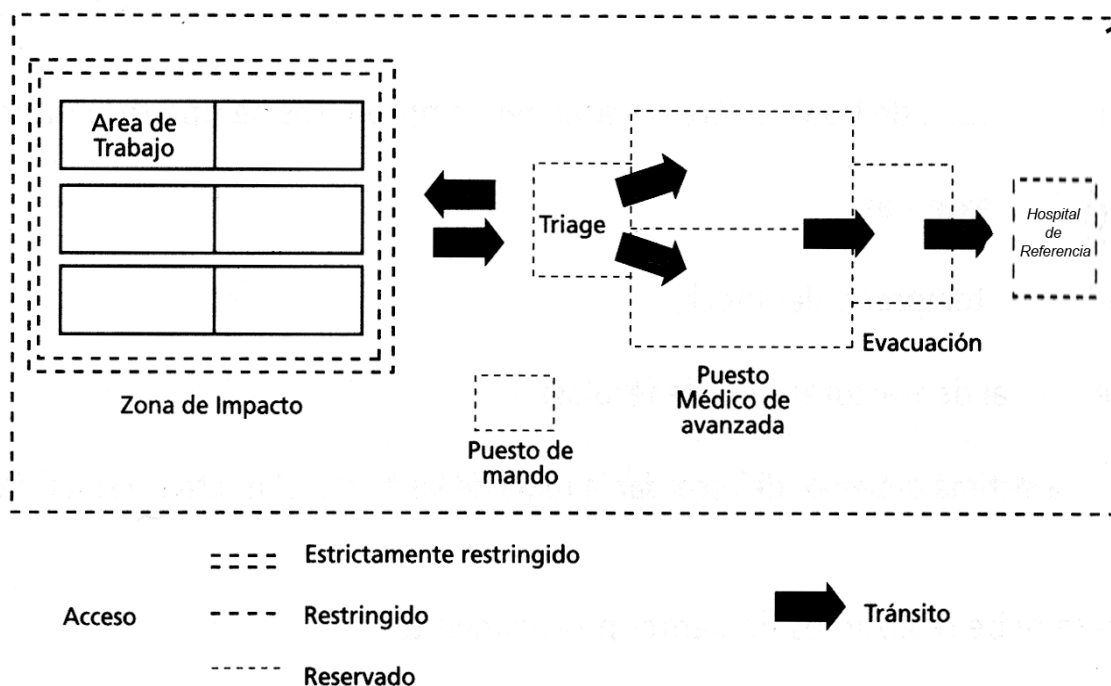 Area de
Trabajo
Triage
Hospital
de
Referencia
Evacuación
Zona de Impacto
Puesto
Médico de
avanzada
Puesto de
mando
Estrictamente restringido
Acceso
Restringido
Tránsito
Reservado